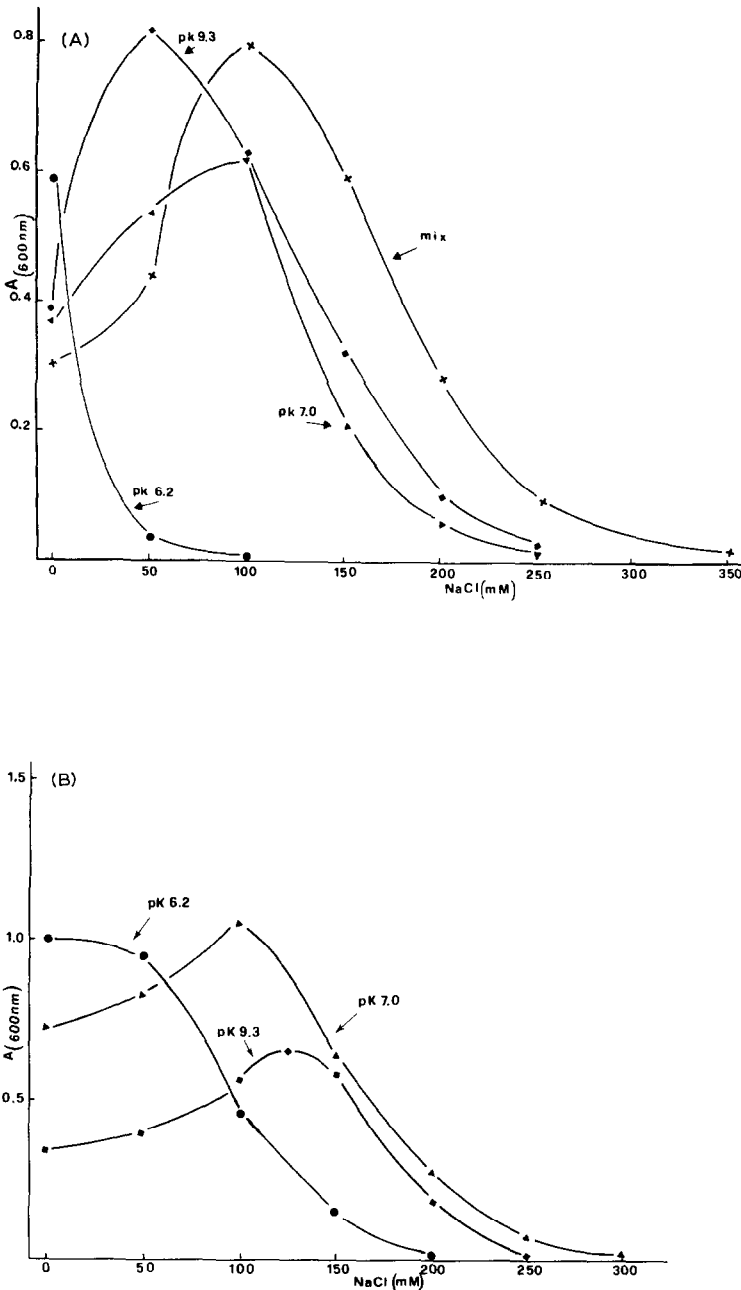 (A)
pk 9.3
0.8
0.6
mix
A(600nm)
0.4
pk 7.0
0.2
pk 6.2
0 50 100 150 200 250 300 350
NaCl(mM)
(B)
1.5
pK 6.2
1.0
pK 7.0
A(600nm)
pK 9.3
0.5
0 50 100 150 200 250 300
NaCl(mM)